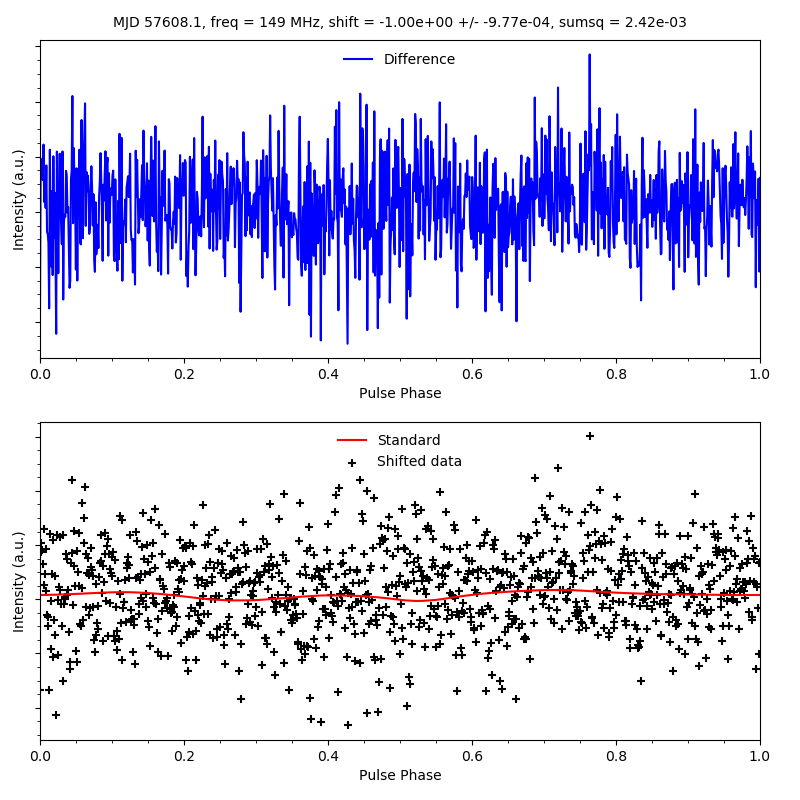 MJD 57608.1, freq = 149 MHz, shift = -1.00e+00 +/- -9.77e-04, sumsq = 2.42e-03
Difference
Intensity (a.u.)
0.0 0.2 0.4 0.6 0.8 1.0
Pulse Phase
Standard
Shifted data
Intensity (a.u.)
0.0 0.2 0.4 0.6 0.8 1.0
Pulse Phase